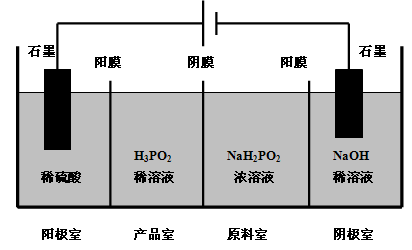 石墨 石墨
阳膜 阴膜 阳膜
H₃PO₂ NaH₂PO₂ NaOH
稀硫酸 稀溶液 浓溶液 稀溶液
阳极室 产品室 原料室 阴极室